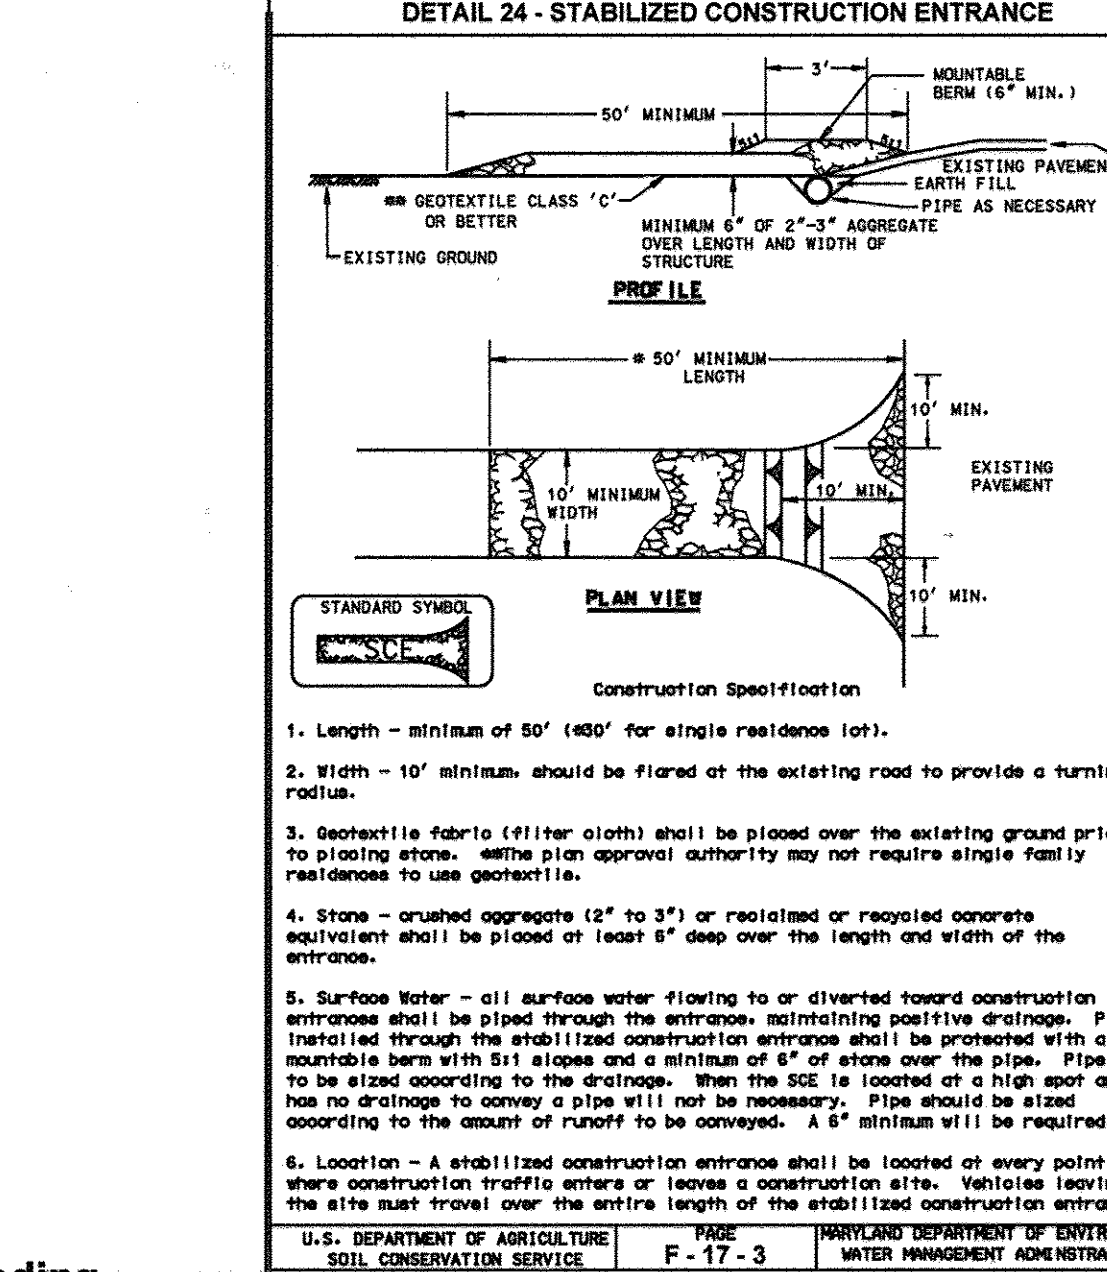 DETAIL 24 - STABILIZED CONSTRUCTION ENTRANCE
3'
MOUNTABLE
BERM (6" MIN.)
50' MINIMUM
5:1
5:1
EXISTING PAVEMEN
EARTH FILL
PIPE AS NECESSARY
** GEOTEXTILE CLASS 'C'
OR BETTER
MINIMUM 6" OF 2"-3" AGGREGATE
OVER LENGTH AND WIDTH OF
STRUCTURE
EXISTING GROUND
PROFILE
* 50' MINIMUM
LENGTH
10' MIN.
EXISTING
PAVEMENT
10' MINIMUM
WIDTH
10' MIN.
10' MIN.
PLAN VIEW
STANDARD SYMBOL
SCE
Construction Specification
1. Length - minimum of 50' (*30' for single residence lot).
2. Width - 10' minimum, should be flared at the existing road to provide a turni
radius.
3. Geotextile fabric (filter cloth) shall be placed over the existing ground pri
to placing stone. **The plan approval authority may not require single family
residences to use geotextile.
4. Stone - crushed aggregate (2" to 3") or reclaimed or recycled concrete
equivalent shall be placed at least 6" deep over the length and width of the
entrance.
5. Surface Water - all surface water flowing to or diverted toward construction
entrances shall be piped through the entrance, maintaining positive drainage. P
installed through the stabilized construction entrance shall be protected with a
mountable berm with 5:1 slopes and a minimum of 6" of stone over the pipe. Pipe
to be sized according to the drainage. When the SCE is located at a high spot a
has no drainage to convey a pipe will not be necessary. Pipe should be sized
according to the amount of runoff to be conveyed. A 6" minimum will be required
6. Location - A stabilized construction entrance shall be located at every point
where construction traffic enters or leaves a construction site. Vehicles leavi
the site must travel over the entire length of the stabilized construction entra
U.S. DEPARTMENT OF AGRICULTURE
SOIL CONSERVATION SERVICE
PAGE
F - 17 - 3
MARYLAND DEPARTMENT OF ENVIR
WATER MANAGEMENT ADMINISTRA